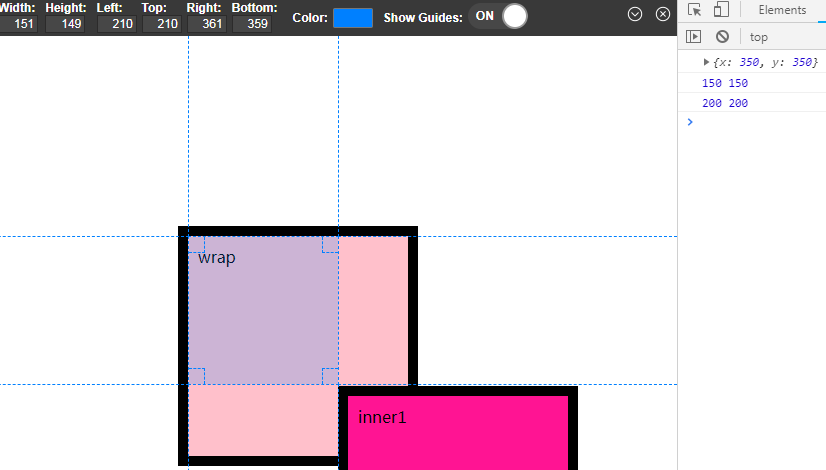 Width: Height: Left: Top: Right: Bottom: Color: Show Guides: ON
151 149 210 210 361 359
Elements
top
{x: 350, y: 350}
150 150
200 200
wrap
inner1